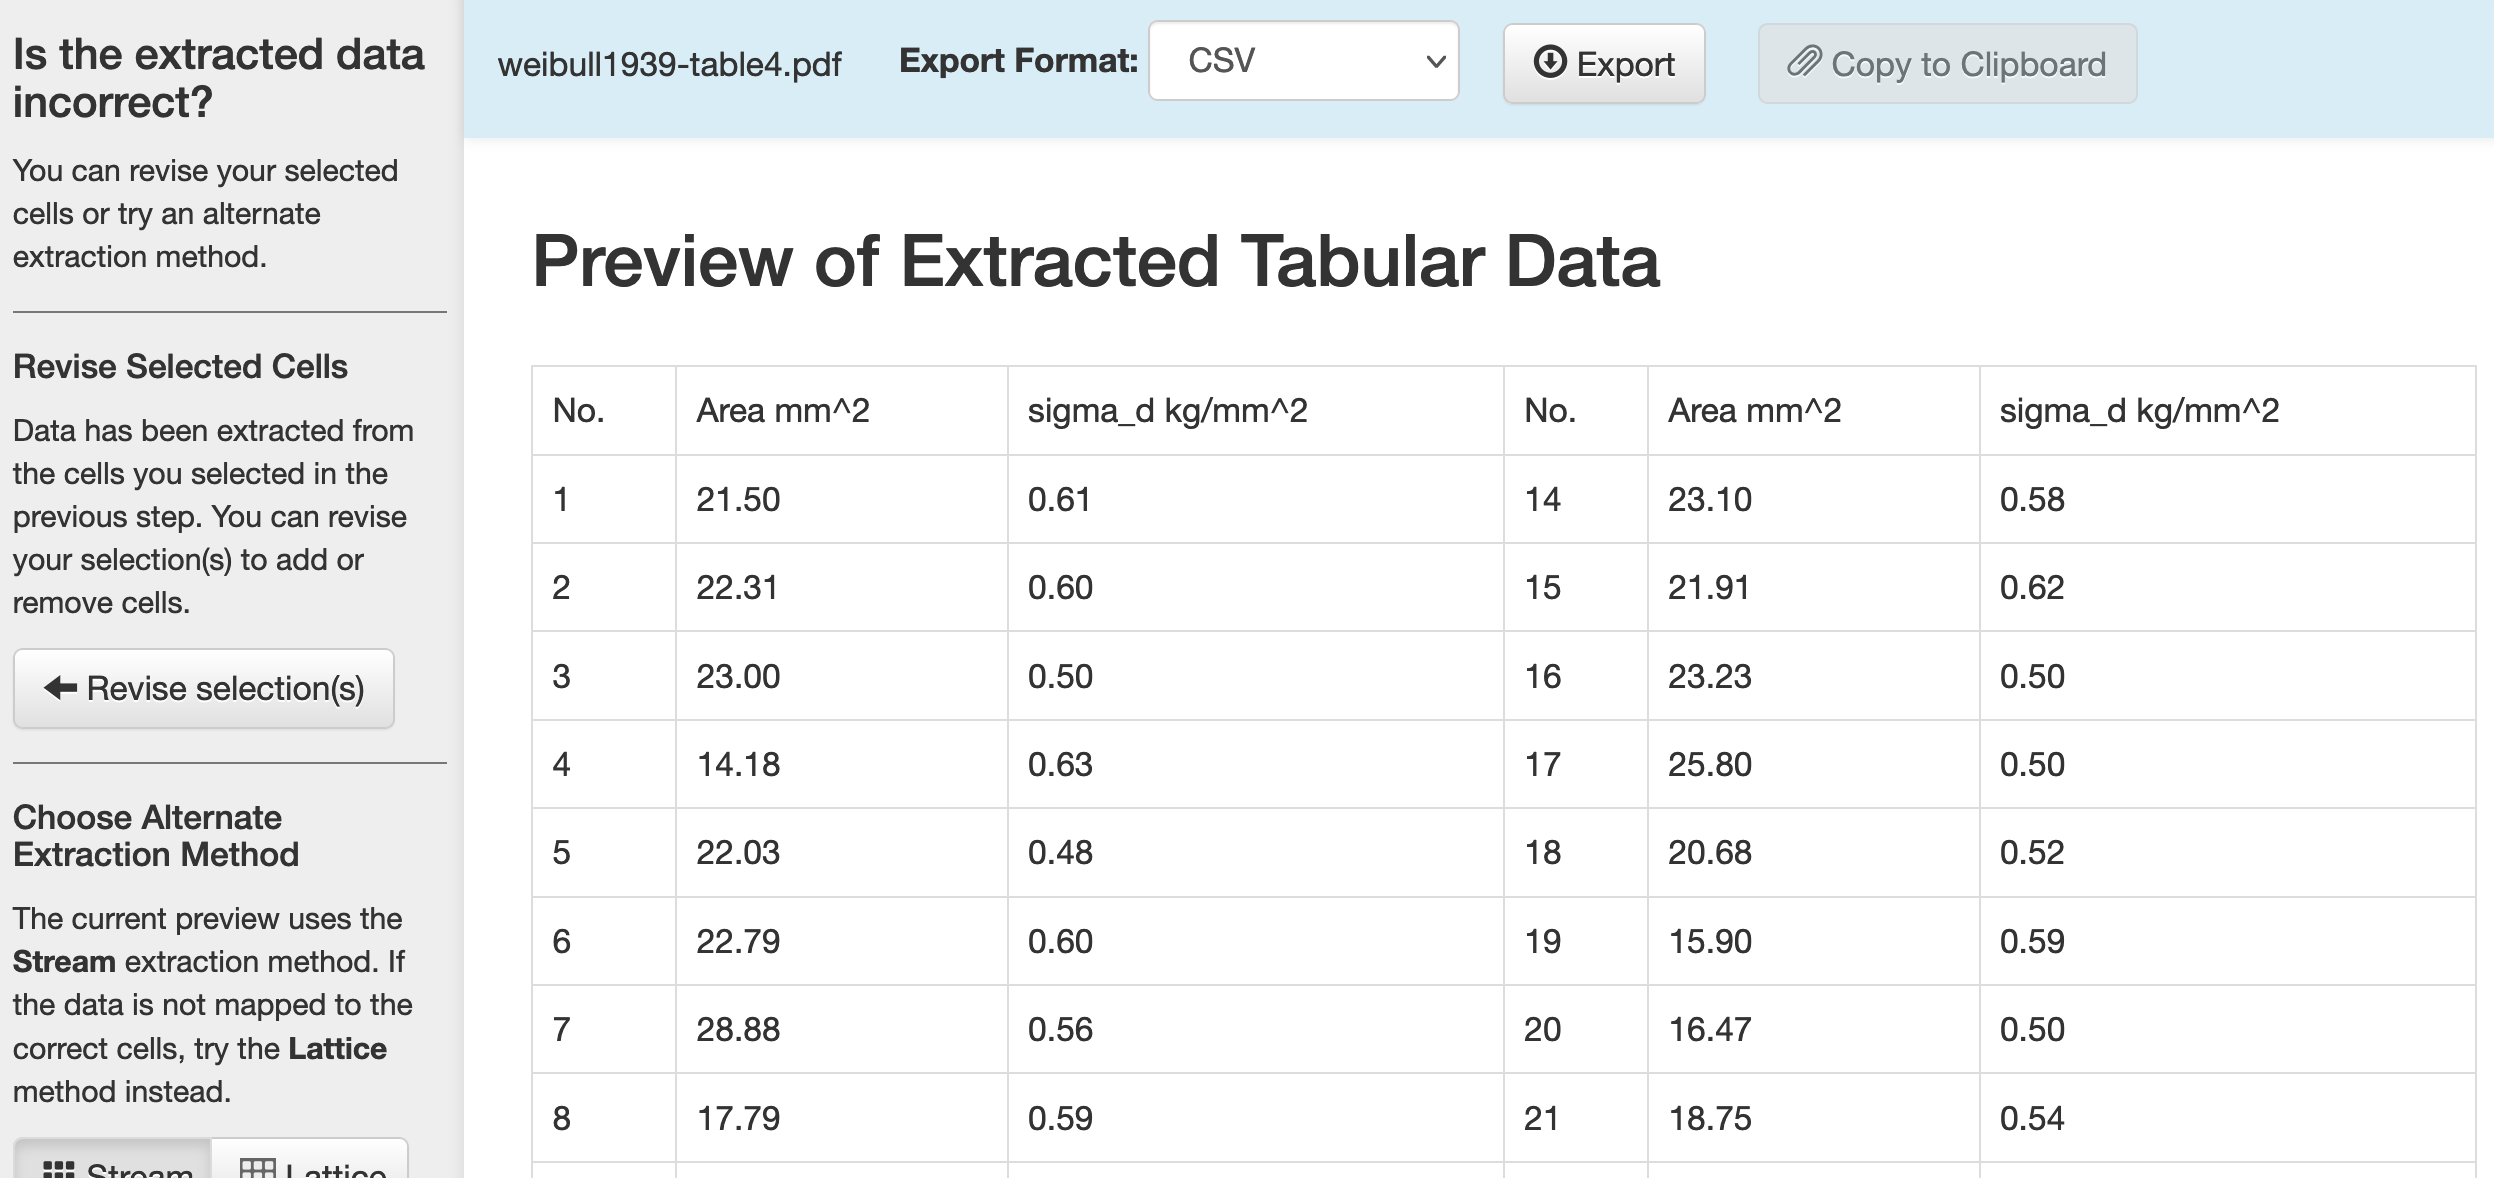 Is the extracted data
incorrect?
You can revise your selected
cells or try an alternate
extraction method.
Revise Selected Cells
Data has been extracted from
the cells you selected in the
previous step. You can revise
your selection(s) to add or
remove cells.
Revise selection(s)
Choose Alternate
Extraction Method
The current preview uses the
Stream extraction method. If
the data is not mapped to the
correct cells, try the Lattice
method instead.
Stream Lattice
weibull1939-table4.pdf Export Format: CSV Export Copy to Clipboard
Preview of Extracted Tabular Data
No. Area mm^2 sigma_d kg/mm^2 No. Area mm^2 sigma_d kg/mm^2
1 21.50 0.61 14 23.10 0.58
2 22.31 0.60 15 21.91 0.62
3 23.00 0.50 16 23.23 0.50
4 14.18 0.63 17 25.80 0.50
5 22.03 0.48 18 20.68 0.52
6 22.79 0.60 19 15.90 0.59
7 28.88 0.56 20 16.47 0.50
8 17.79 0.59 21 18.75 0.54